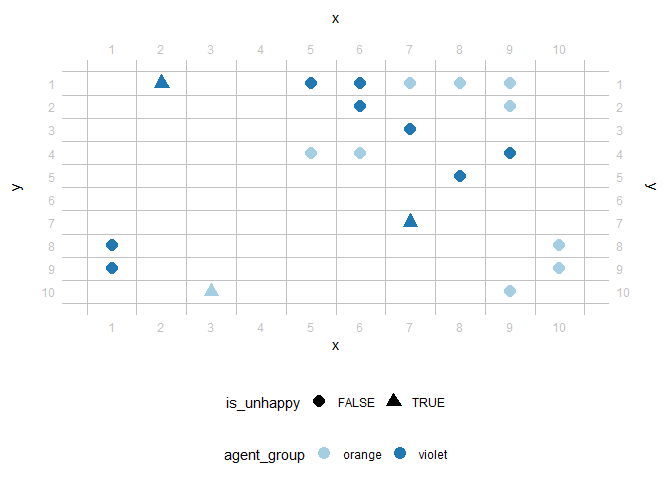 x
1 2 3 4 5 6 7 8 9 10
1 1
2 2
3 3
4 4
5 5
6 6
y y
7 7
8 8
9 9
10 10
1 2 3 4 5 6 7 8 9 10
x
is_unhappy FALSE TRUE
agent_group orange violet